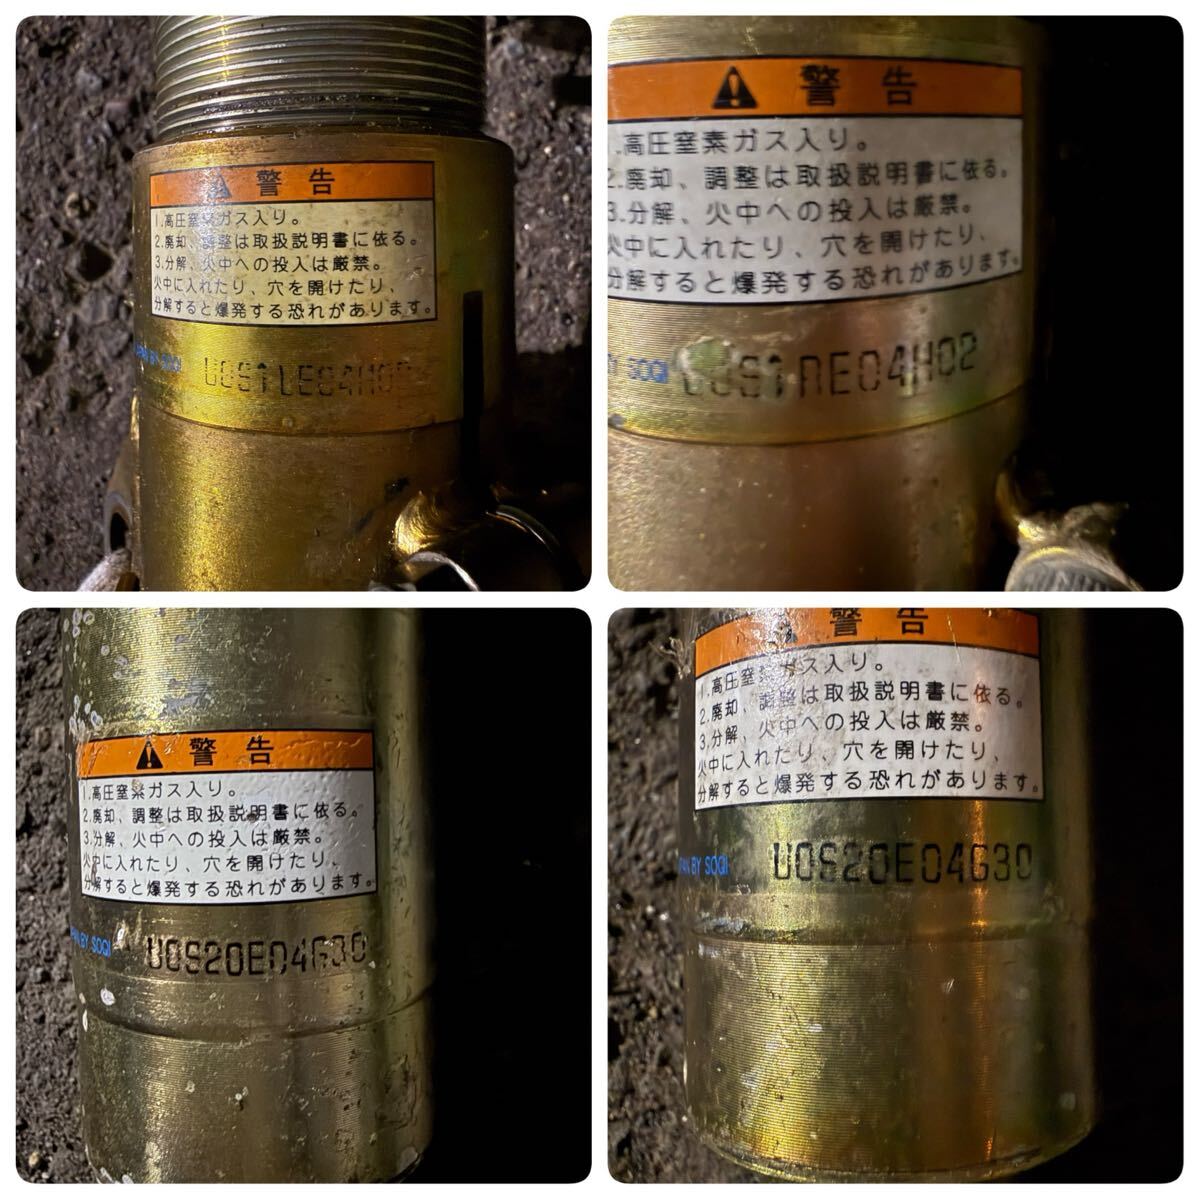 警告
1.高圧窒素ガス入り。
2.廃却、調整は取扱説明書に依る。
3.分解、火中への投入は厳禁。
火中に入れたり、穴を開けたり、
分解すると爆発する恐れがあります。
PAN BY SOQI
警告
1.高圧窒素ガス入り。
2.廃却、調整は取扱説明書に依る。
3.分解、火中への投入は厳禁。
火中に入れたり、穴を開けたり、
分解すると爆発する恐れがあります。
BY SOQI
警告
1.高圧窒素ガス入り。
2.廃却、調整は取扱説明書に依る。
3.分解、火中への投入は厳禁。
火中に入れたり、穴を開けたり、
分解すると爆発する恐れがあります。
PAN BY SOQI UOS20E04G30
警告
1.高圧窒素ガス入り。
2.廃却、調整は取扱説明書に依る。
3.分解、火中への投入は厳禁。
火中に入れたり、穴を開けたり、
分解すると爆発する恐れがあります。
PAN BY SOQI UOS20E04G30